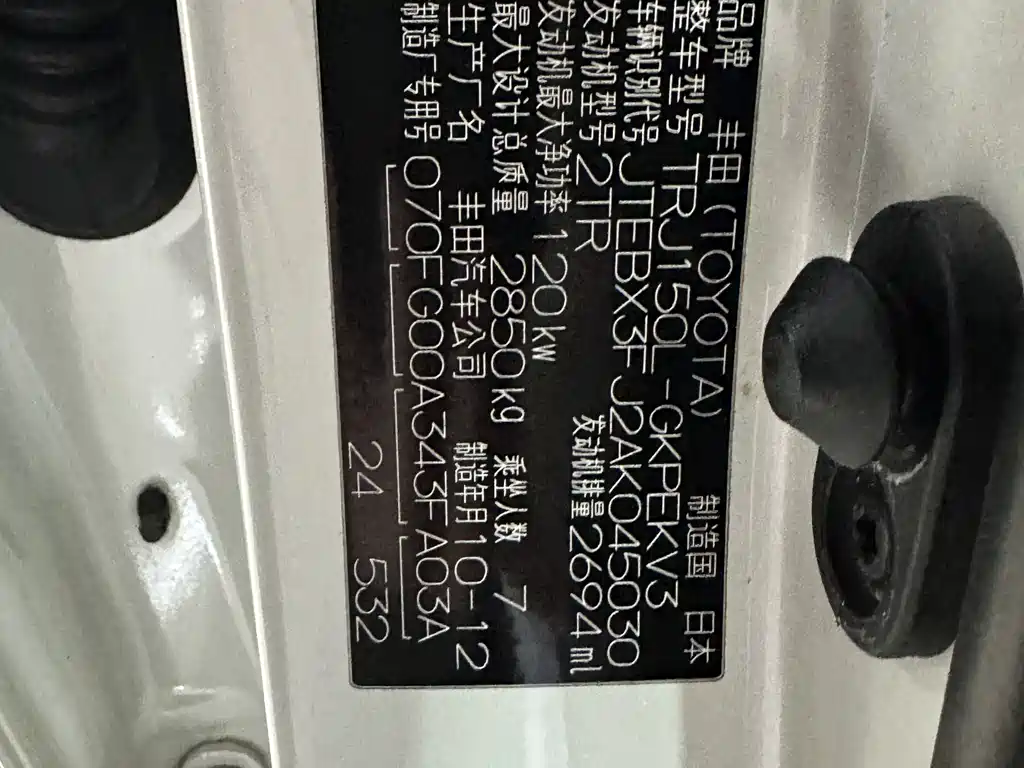 品牌 丰田 (TOYOTA) 制造国 日本
整车型号 TRJ150L-GKPEKV3
车辆识别代号 JTEBX3FJ2AK045030
发动机型号 2TR 发动机排量 2694ml
发动机最大净功率 120kw
最大设计总质量 2850kg 乘坐人数 7
生产厂名 丰田汽车公司 制造年月 10-12
制造厂专用号 070FG00A343FA03A
24 532